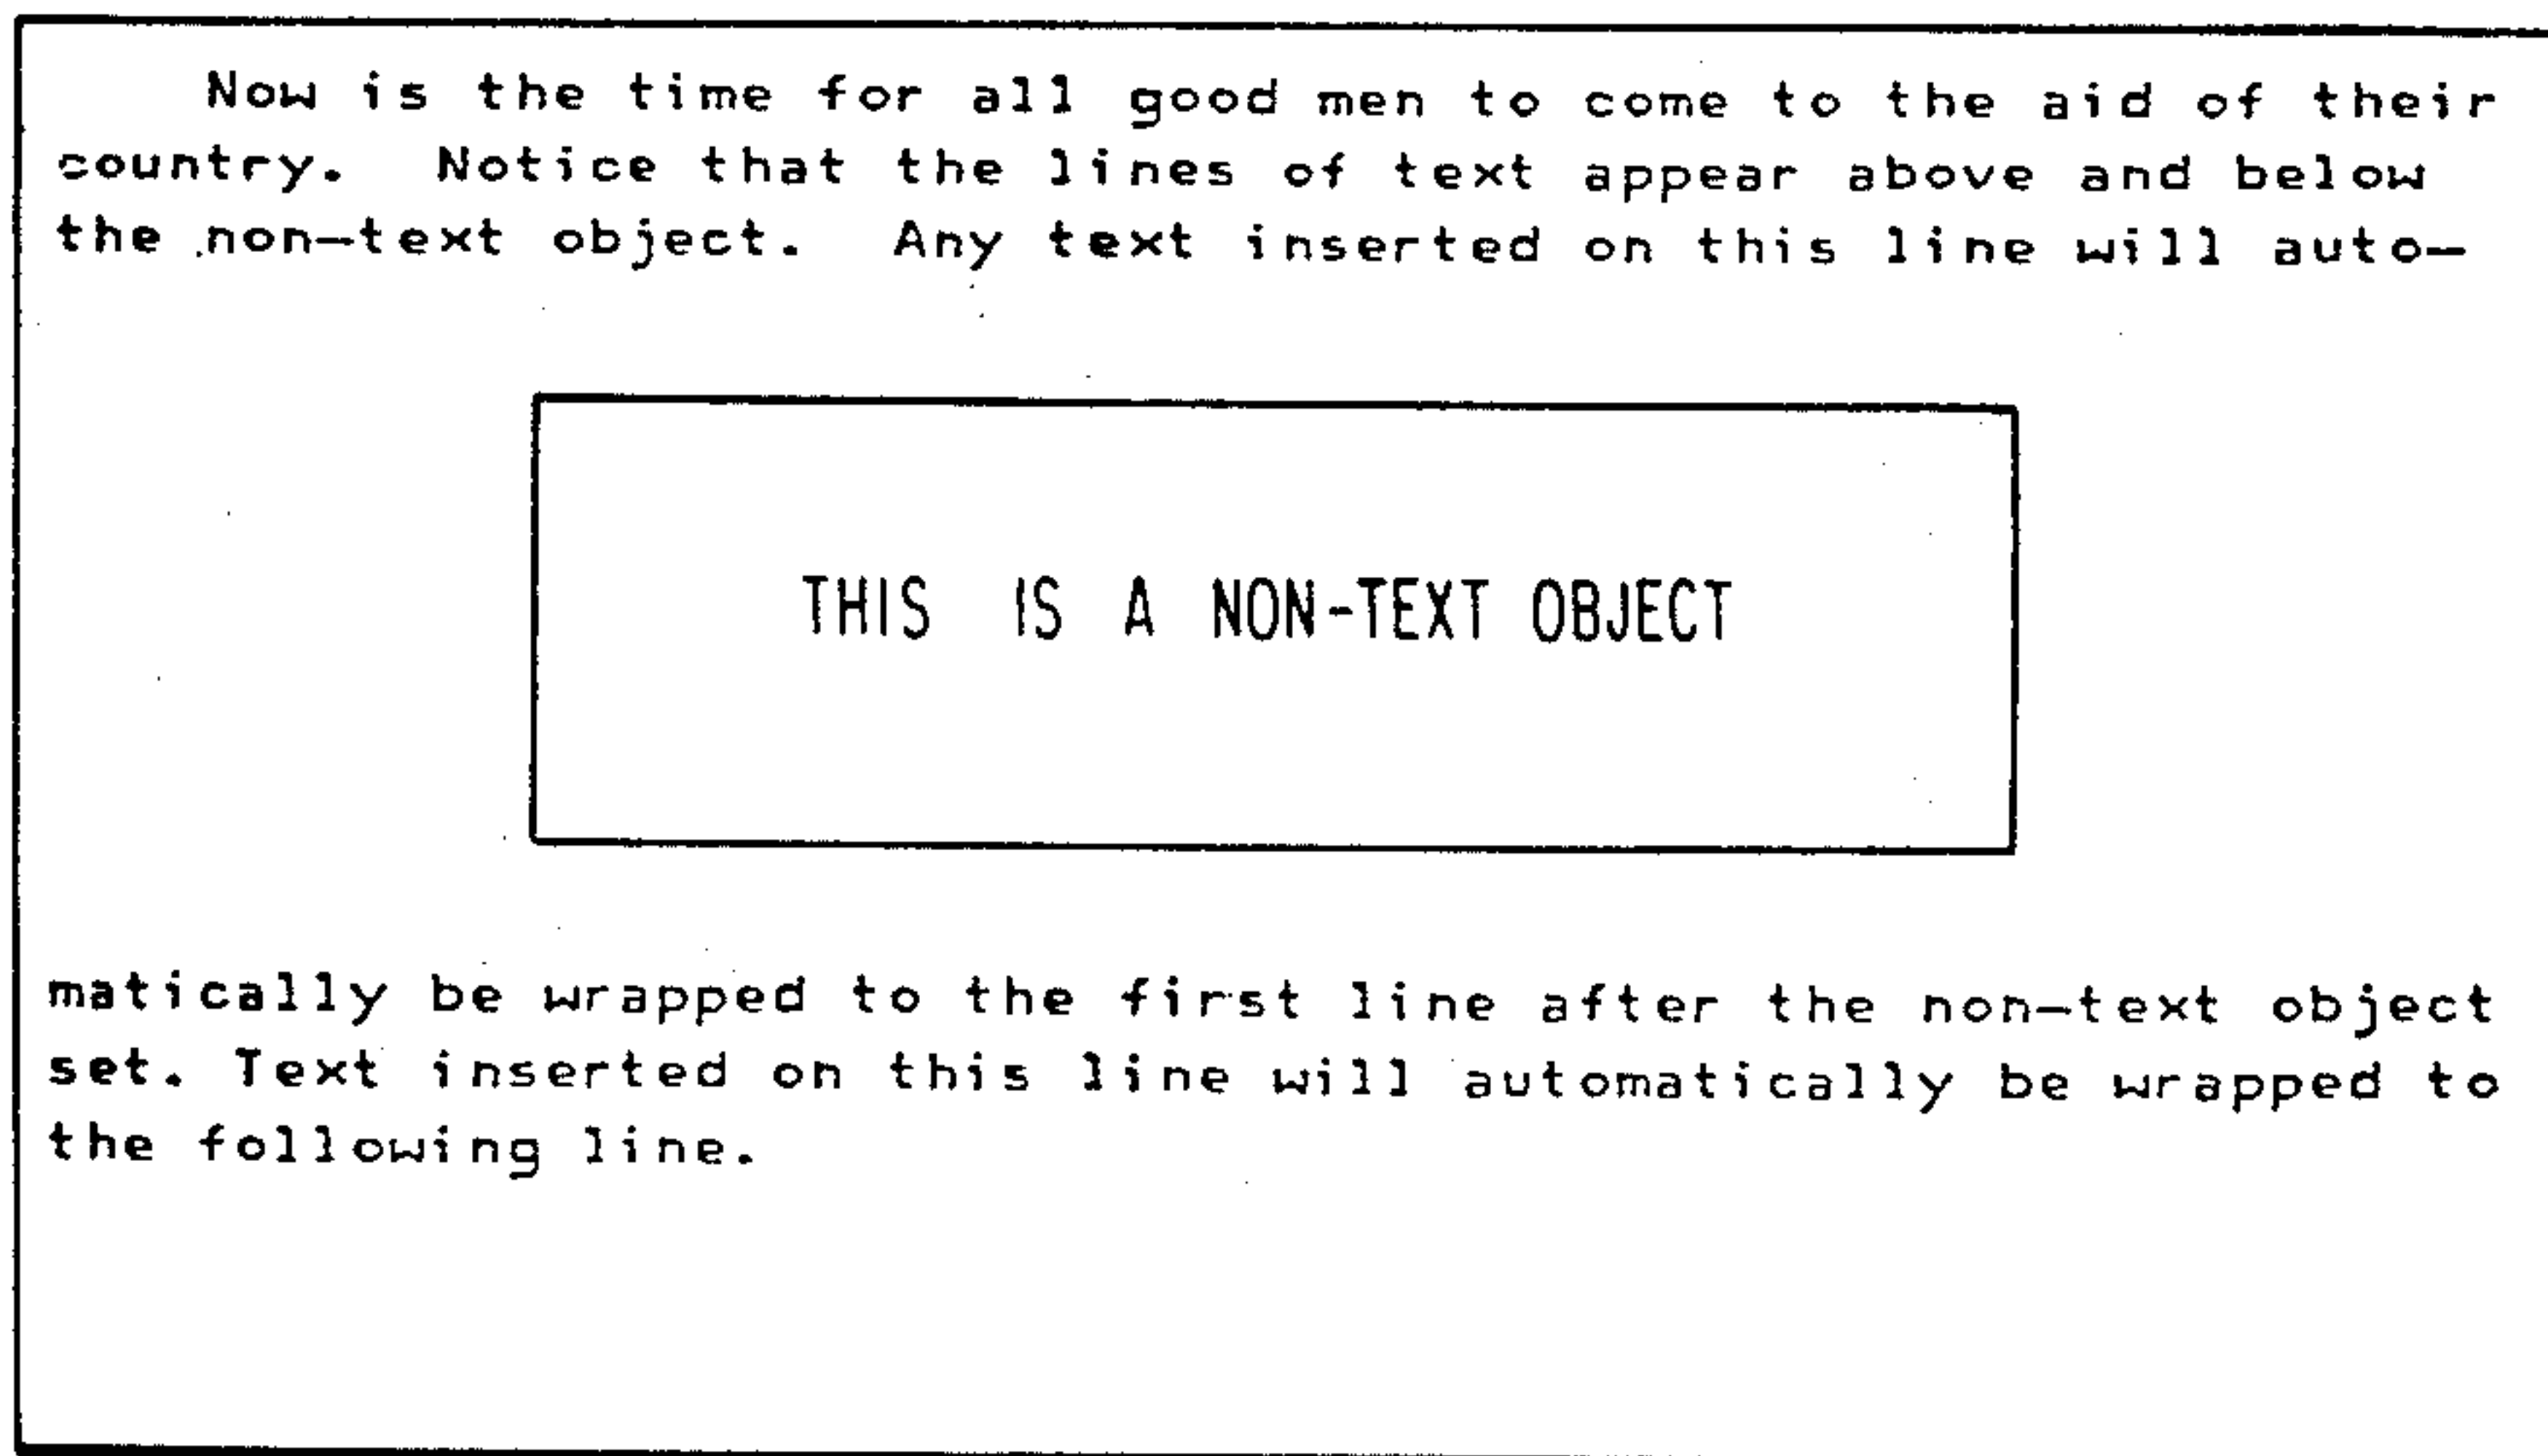 Now is the time for all good men to come to the aid of their
country. Notice that the lines of text appear above and below
the non-text object. Any text inserted on this line will auto-
THIS IS A NON-TEXT OBJECT
matically be wrapped to the first line after the non-text object
set. Text inserted on this line will automatically be wrapped to
the following line.